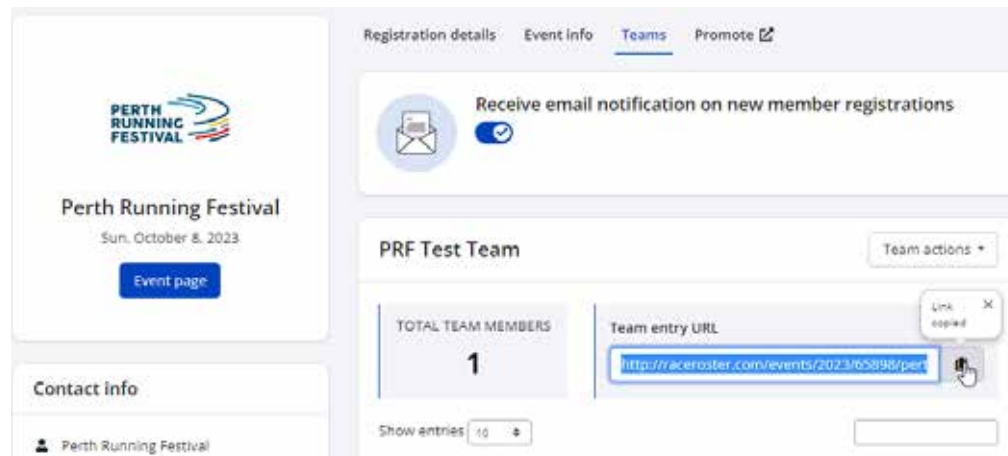 Registration details Event info Teams Promote
PERTH
RUNNING
FESTIVAL
Receive email notification on new member registrations
Perth Running Festival
Sun, October 8, 2023
Event page
PRF Test Team
Team actions
Link
copied
TOTAL TEAM MEMBERS
1
Team entry URL
http://raceroster.com/events/2023/65898/pert
Contact info
Perth Running Festival
Show entries 10